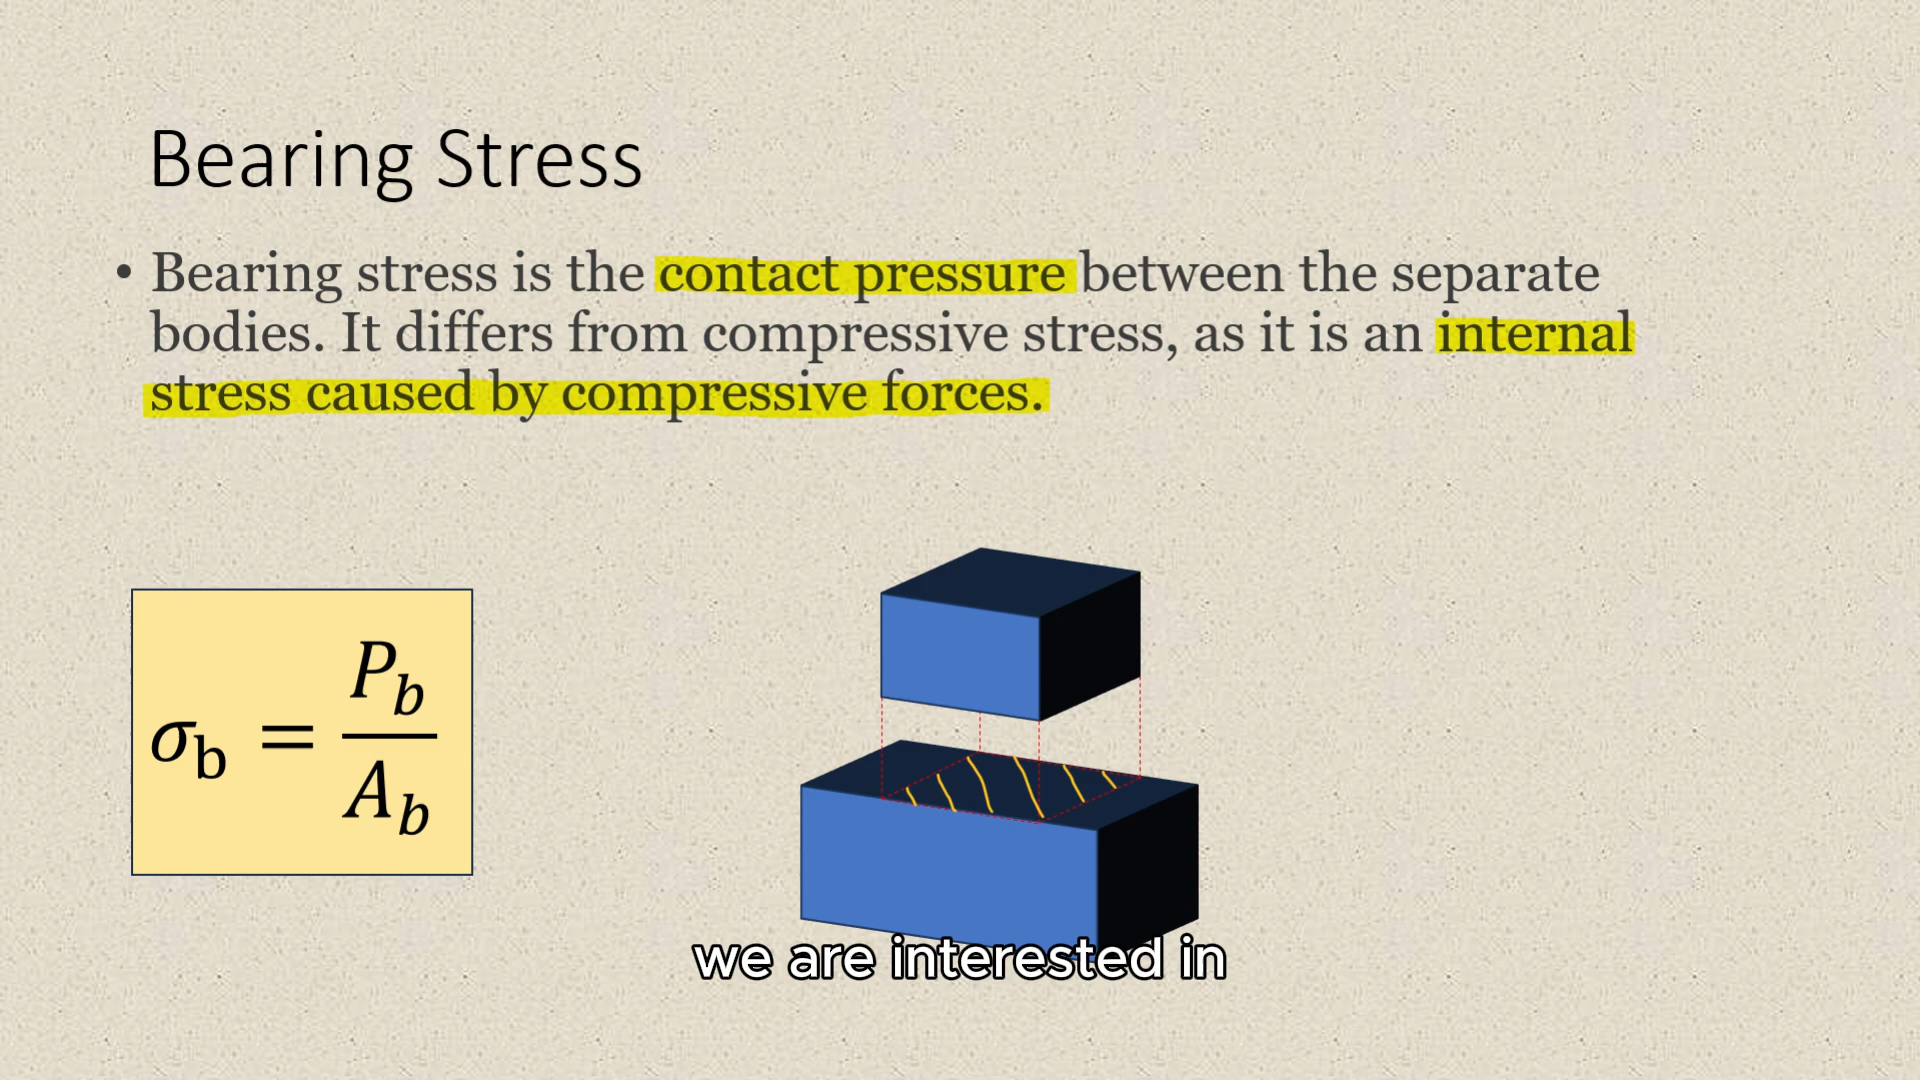 Bearing Stress
• Bearing stress is the contact pressure between the separate
bodies. It differs from compressive stress, as it is an internal
stress caused by compressive forces.
σb = Pb / Ab
we are interested in